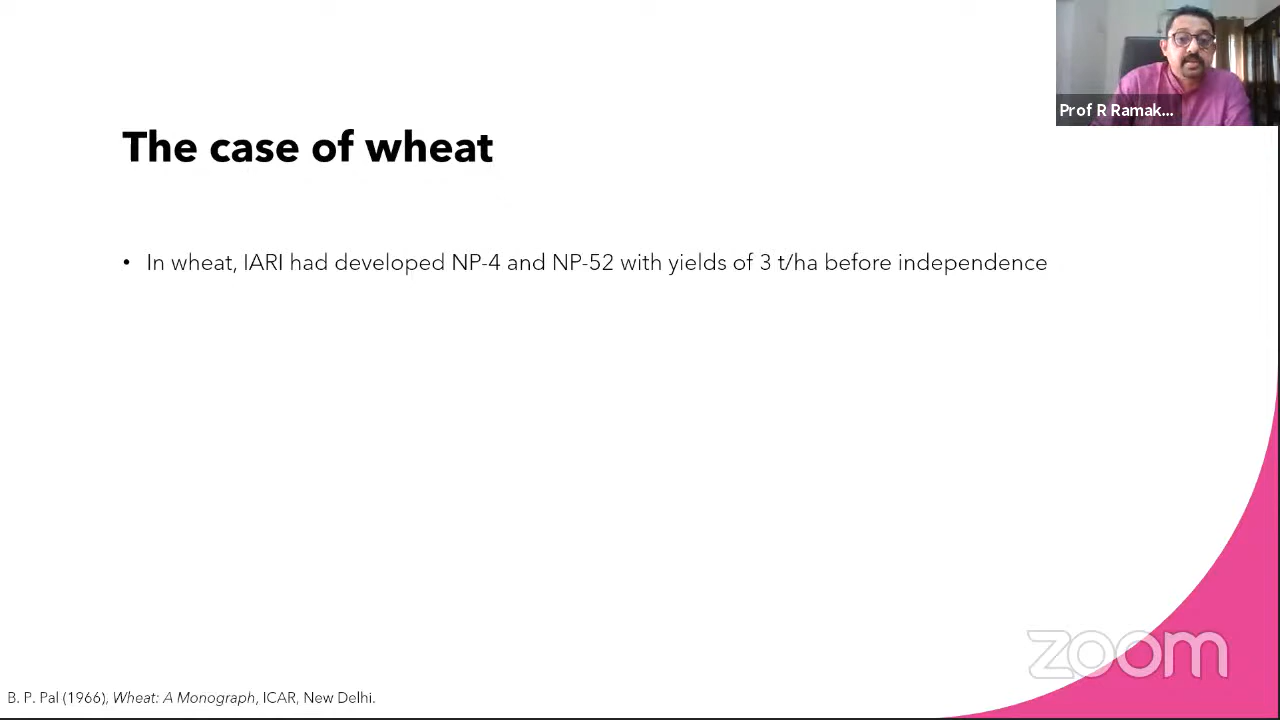 Prof R Ramak...
The case of wheat
• In wheat, IARI had developed NP-4 and NP-52 with yields of 3 t/ha before independence
zoom
B. P. Pal (1966), Wheat: A Monograph, ICAR, New Delhi.